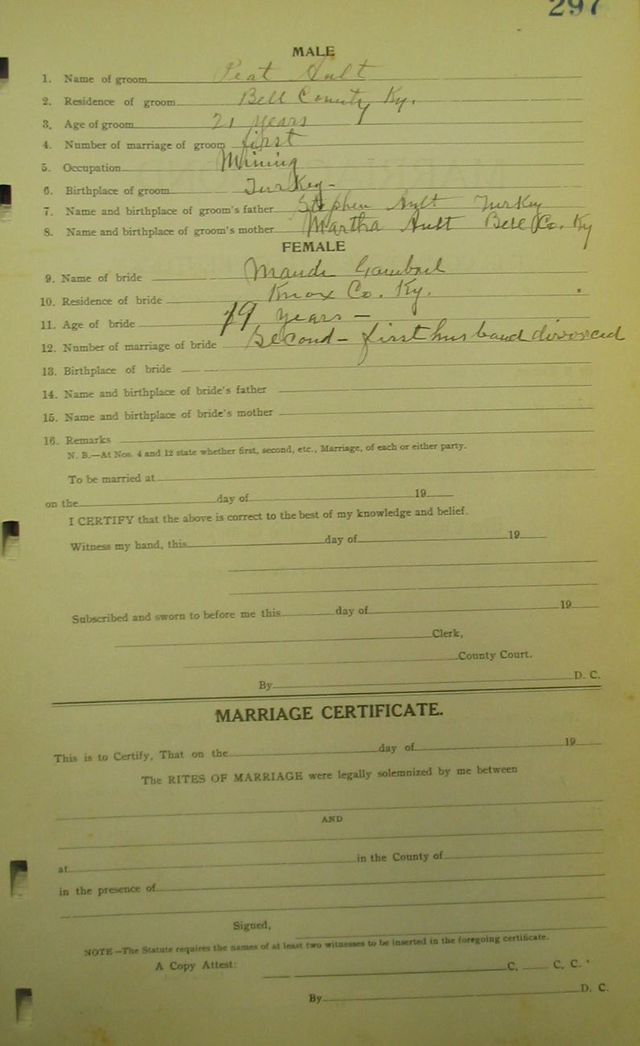 297
MALE
1. Name of groom Peat Ault
2. Residence of groom Bell County Ky.
3. Age of groom 21 years
4. Number of marriage of groom first
5. Occupation Mining
6. Birthplace of groom Turkey-
7. Name and birthplace of groom's father Stephen Ault Turkey
8. Name and birthplace of groom's mother Martha Ault Bell Co. Ky
FEMALE
9. Name of bride Maude
10. Residence of bride Knox Co. Ky.
11. Age of bride 19 years –
12. Number of marriage of bride Second – first husband divorced
13. Birthplace of bride
14. Name and birthplace of bride's father
15. Name and birthplace of bride's mother
16. Remarks
N. B.—At Nos. 4 and 12 state whether first, second, etc., Marriage, of each or either party.
To be married at
on the day of 19
I CERTIFY that the above is correct to the best of my knowledge and belief.
Witness my hand, this day of 19
Subscribed and sworn to before me this day of 19
Clerk,
County Court.
By D. C.
MARRIAGE CERTIFICATE.
This is to Certify, That on the day of 19
The RITES OF MARRIAGE were legally solemnized by me between
AND
at in the County of
in the presence of
Signed,
NOTE—The Statute requires the names of at least two witnesses to be inserted in the foregoing certificate.
A Copy Attest: C. C. C.
By D. C.